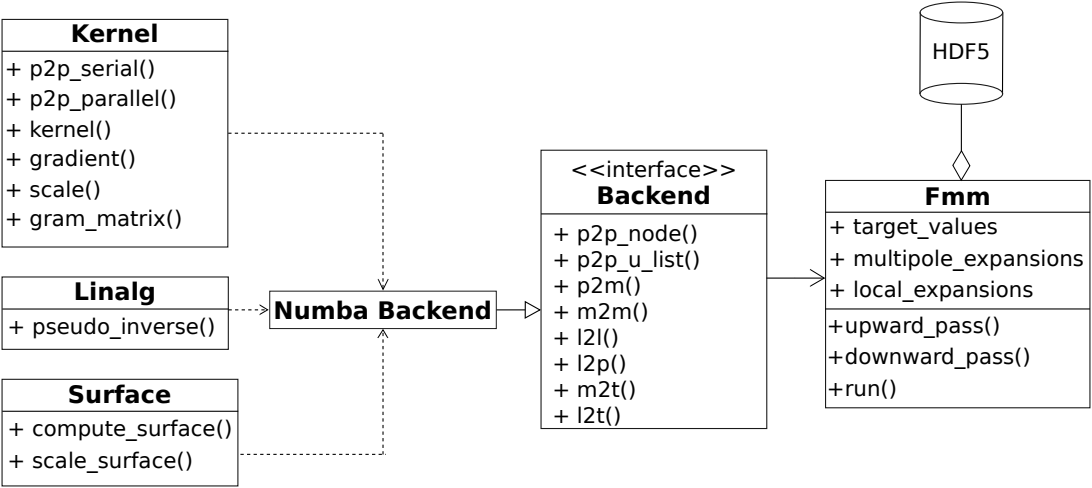 Kernel
+ p2p_serial()
+ p2p_parallel()
+ kernel()
+ gradient()
+ scale()
+ gram_matrix()
Linalg
+ pseudo_inverse()
Surface
+ compute_surface()
+ scale_surface()
Numba Backend
<<interface>>
Backend
+ p2p_node()
+ p2p_u_list()
+ p2m()
+ m2m()
+ l2l()
+ l2p()
+ m2t()
+ l2t()
HDF5
Fmm
+ target_values
+ multipole_expansions
+ local_expansions
+upward_pass()
+downward_pass()
+run()